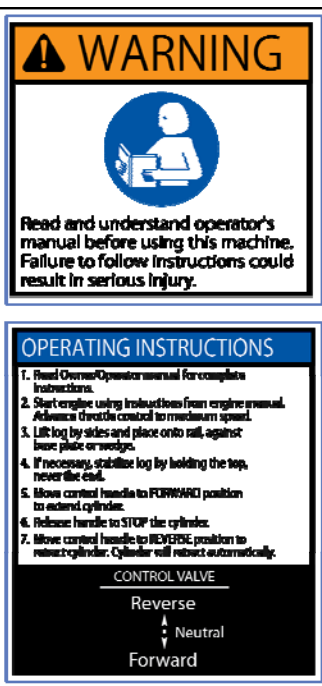 WARNING
Read and understand operator's
manual before using this machine.
Failure to follow instructions could
result in serious injury.
OPERATING INSTRUCTIONS
1. Read Owner/Operator manual for complete
instructions.
2. Start engine using instructions from engine manual.
Advance throttle control to maximum speed.
3. Lift log by sides and place onto rail, against
base plate or wedge.
4. If necessary, stabilize log by holding the top,
never the end.
5. Move control handle to FORWARD position
to extend cylinder.
6. Release handle to STOP the cylinder.
7. Move control handle to REVERSE position to
retract cylinder. Cylinder will retract automatically.
CONTROL VALVE
Reverse
Neutral
Forward